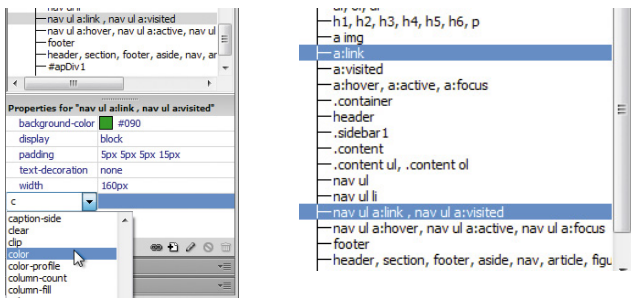 nav ul a:link , nav ul a:visited
nav ul a:hover, nav ul a:active, nav ul
footer
header, section, footer, aside, nav, ar
#apDiv1
Properties for "nav ul a:link , nav ul a:visited"
background-color #090
display block
padding 5px 5px 5px 15px
text-decoration none
width 160px
c
caption-side
clear
clip
color
color-profile
column-count
column-fill
h1, h2, h3, h4, h5, h6, p
a img
a:link
a:visited
a:hover, a:active, a:focus
.container
header
.sidebar1
.content
.content ul, .content ol
nav ul
nav ul li
nav ul a:link , nav ul a:visited
nav ul a:hover, nav ul a:active, nav ul a:focus
footer
header, section, footer, aside, nav, article, figu